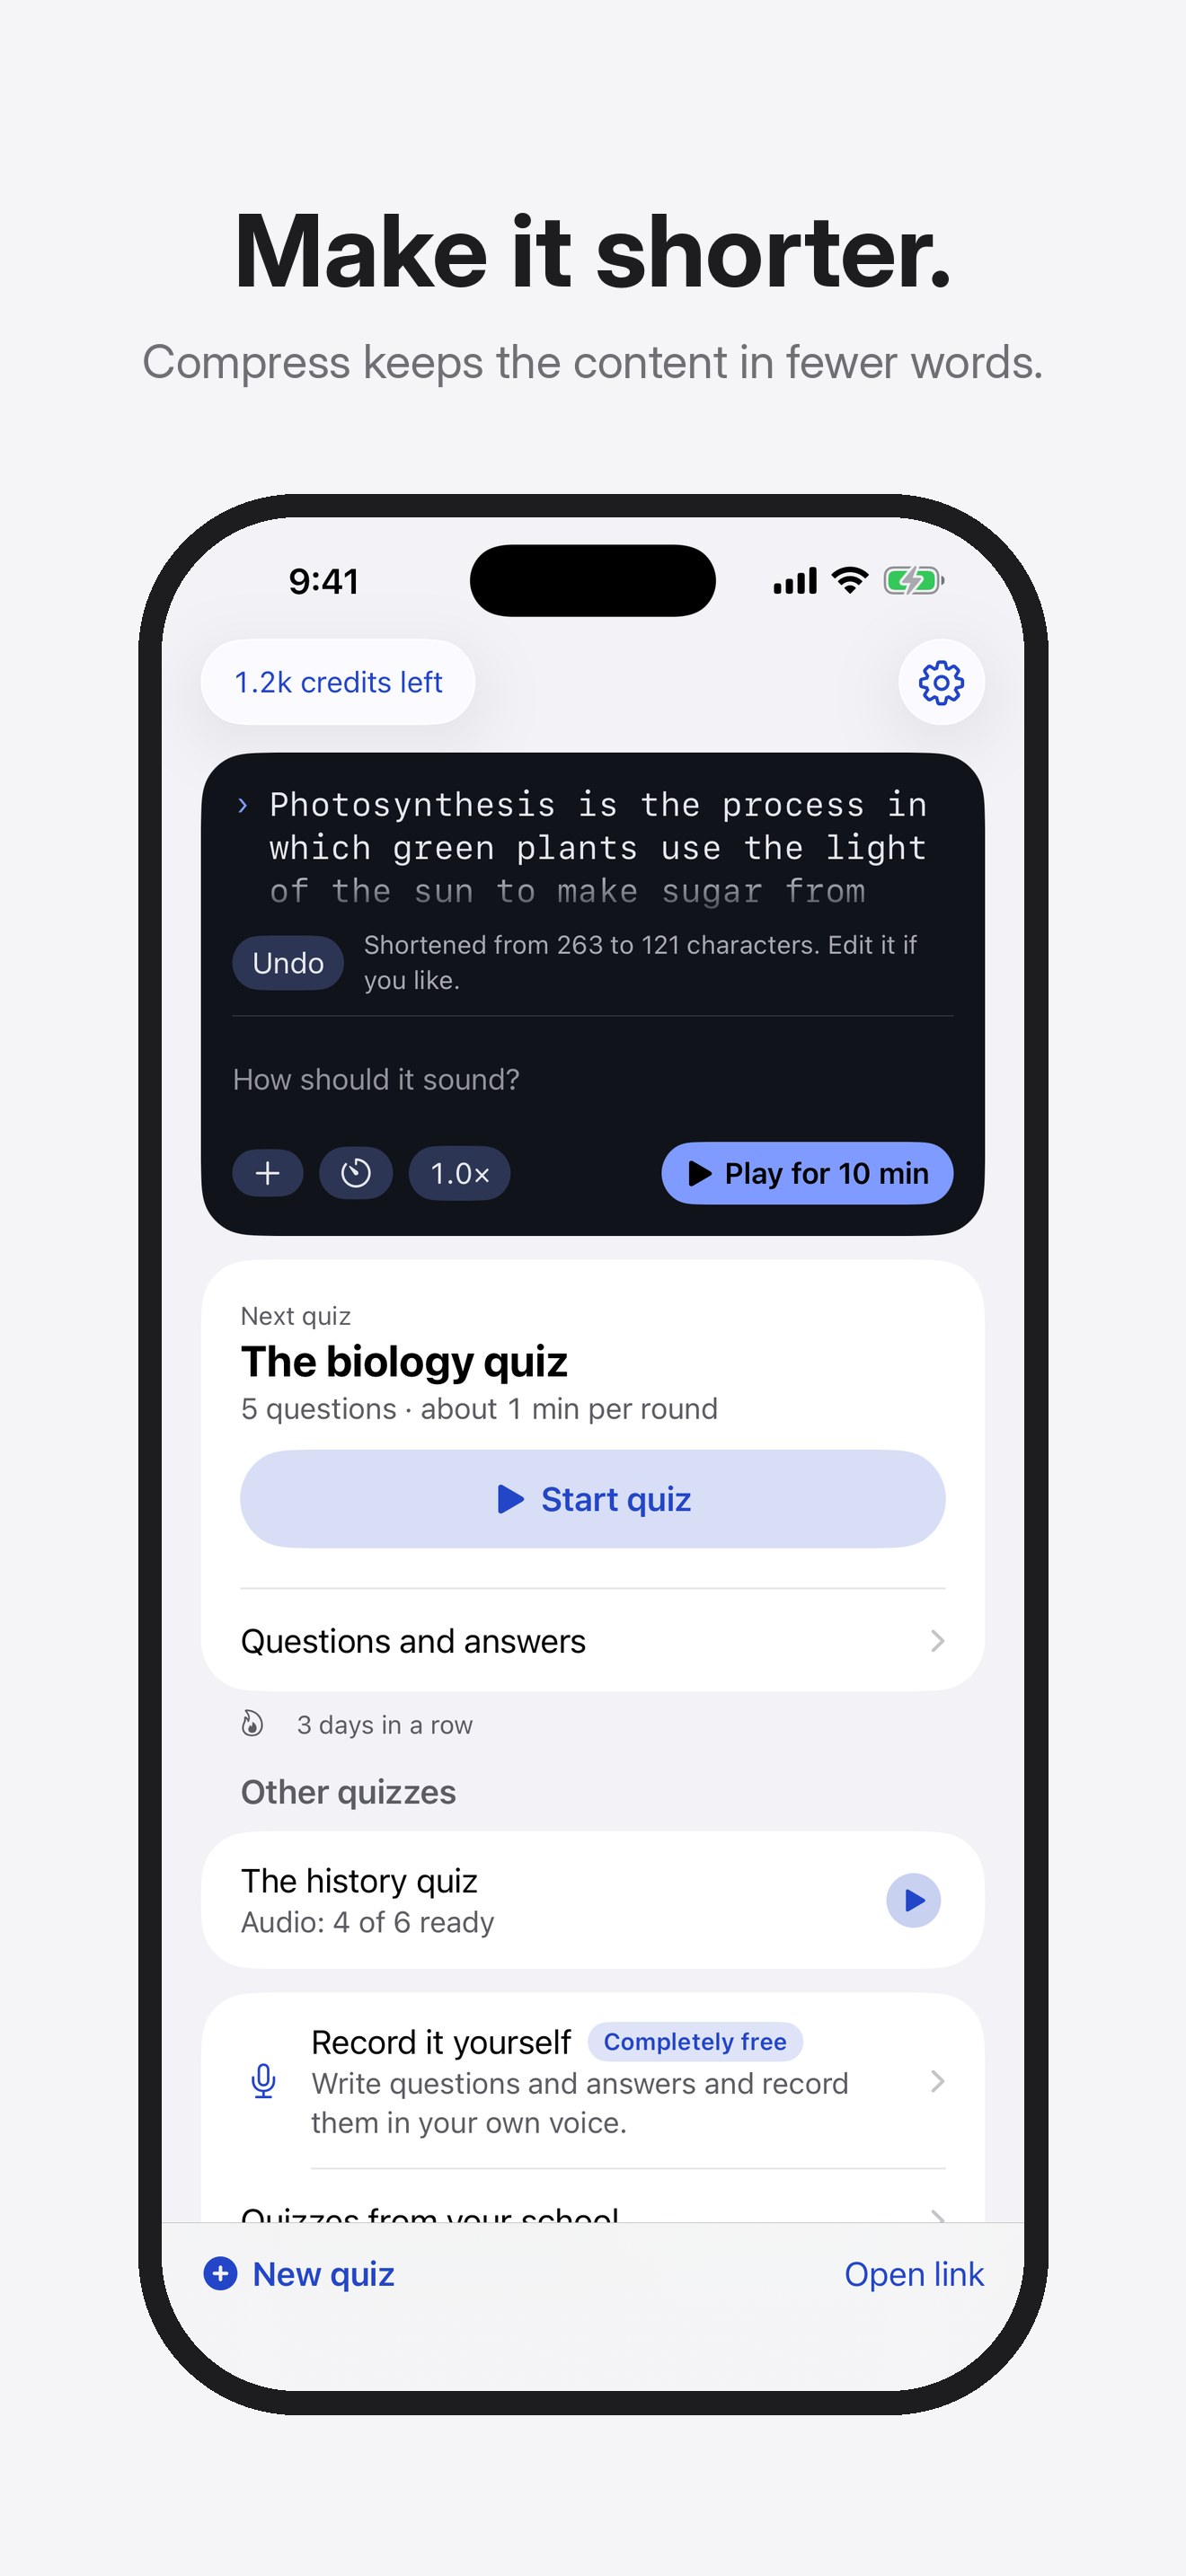 Make it shorter.
Compress keeps the content in fewer words.
9:41
1.2k credits left
› Photosynthesis is the process in
which green plants use the light
of the sun to make sugar from
Undo
Shortened from 263 to 121 characters. Edit it if
you like.
How should it sound?
1.0×
Play for 10 min
Next quiz
The biology quiz
5 questions · about 1 min per round
Start quiz
Questions and answers
3 days in a row
Other quizzes
The history quiz
Audio: 4 of 6 ready
Record it yourself
Completely free
Write questions and answers and record
them in your own voice.
Quizzes from your school
New quiz
Open link